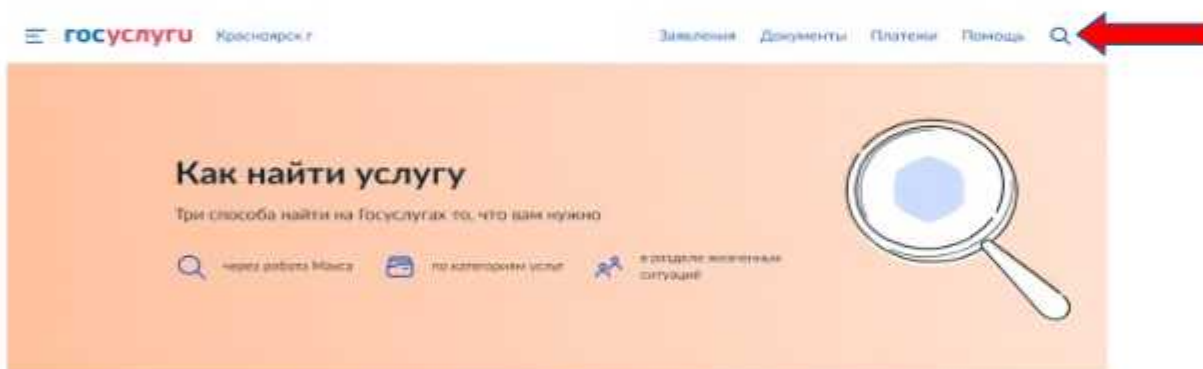 госуслуги Красноярск г Заявления Документы Платежи Помощь
Как найти услугу
Три способа найти на Госуслугах то, что вам нужно
через робота Макса по категориям услуг в разделе жизненных
ситуаций